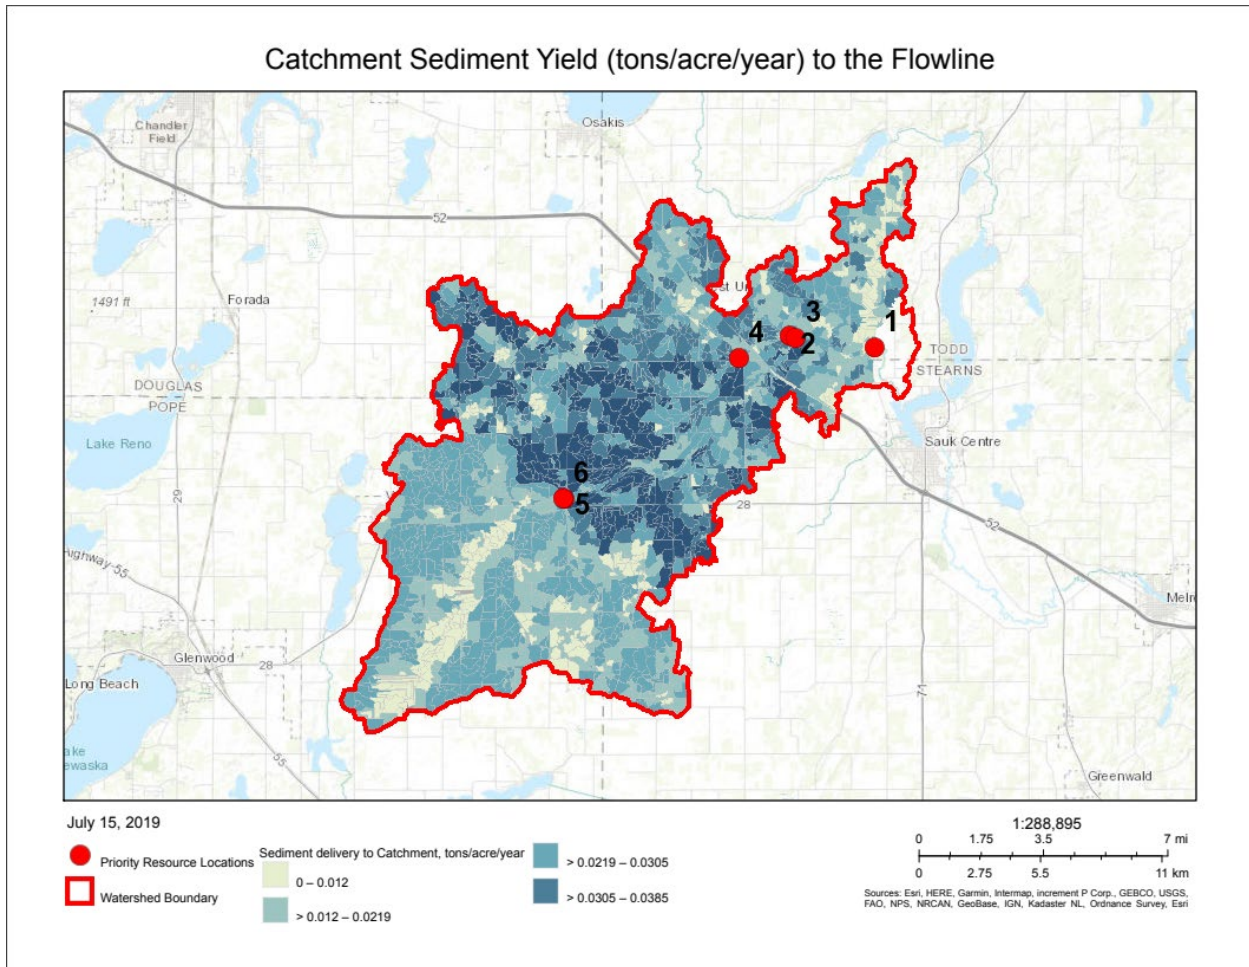 Catchment Sediment Yield (tons/acre/year) to the Flowline
Chandler
Field
Osakis
52
1491 ft
Forada
3
1
4
2
TODD
STEARNS
DOUGLAS
POPE
Lake Reno
Sauk Centre
6
5
29
28
52
Highway-55
Melr
Glenwood
28
Long Beach
71
55
Greenwald
July 15, 2019
1:288,895
0 1.75 3.5 7 mi
0 2.75 5.5 11 km
Priority Resource Locations
Watershed Boundary
Sediment delivery to Catchment, tons/acre/year
0 – 0.012
> 0.012 – 0.0219
> 0.0219 – 0.0305
> 0.0305 – 0.0385
Sources: Esri, HERE, Garmin, Intermap, increment P Corp., GEBCO, USGS,
FAO, NPS, NRCAN, GeoBase, IGN, Kadaster NL, Ordnance Survey, Esri